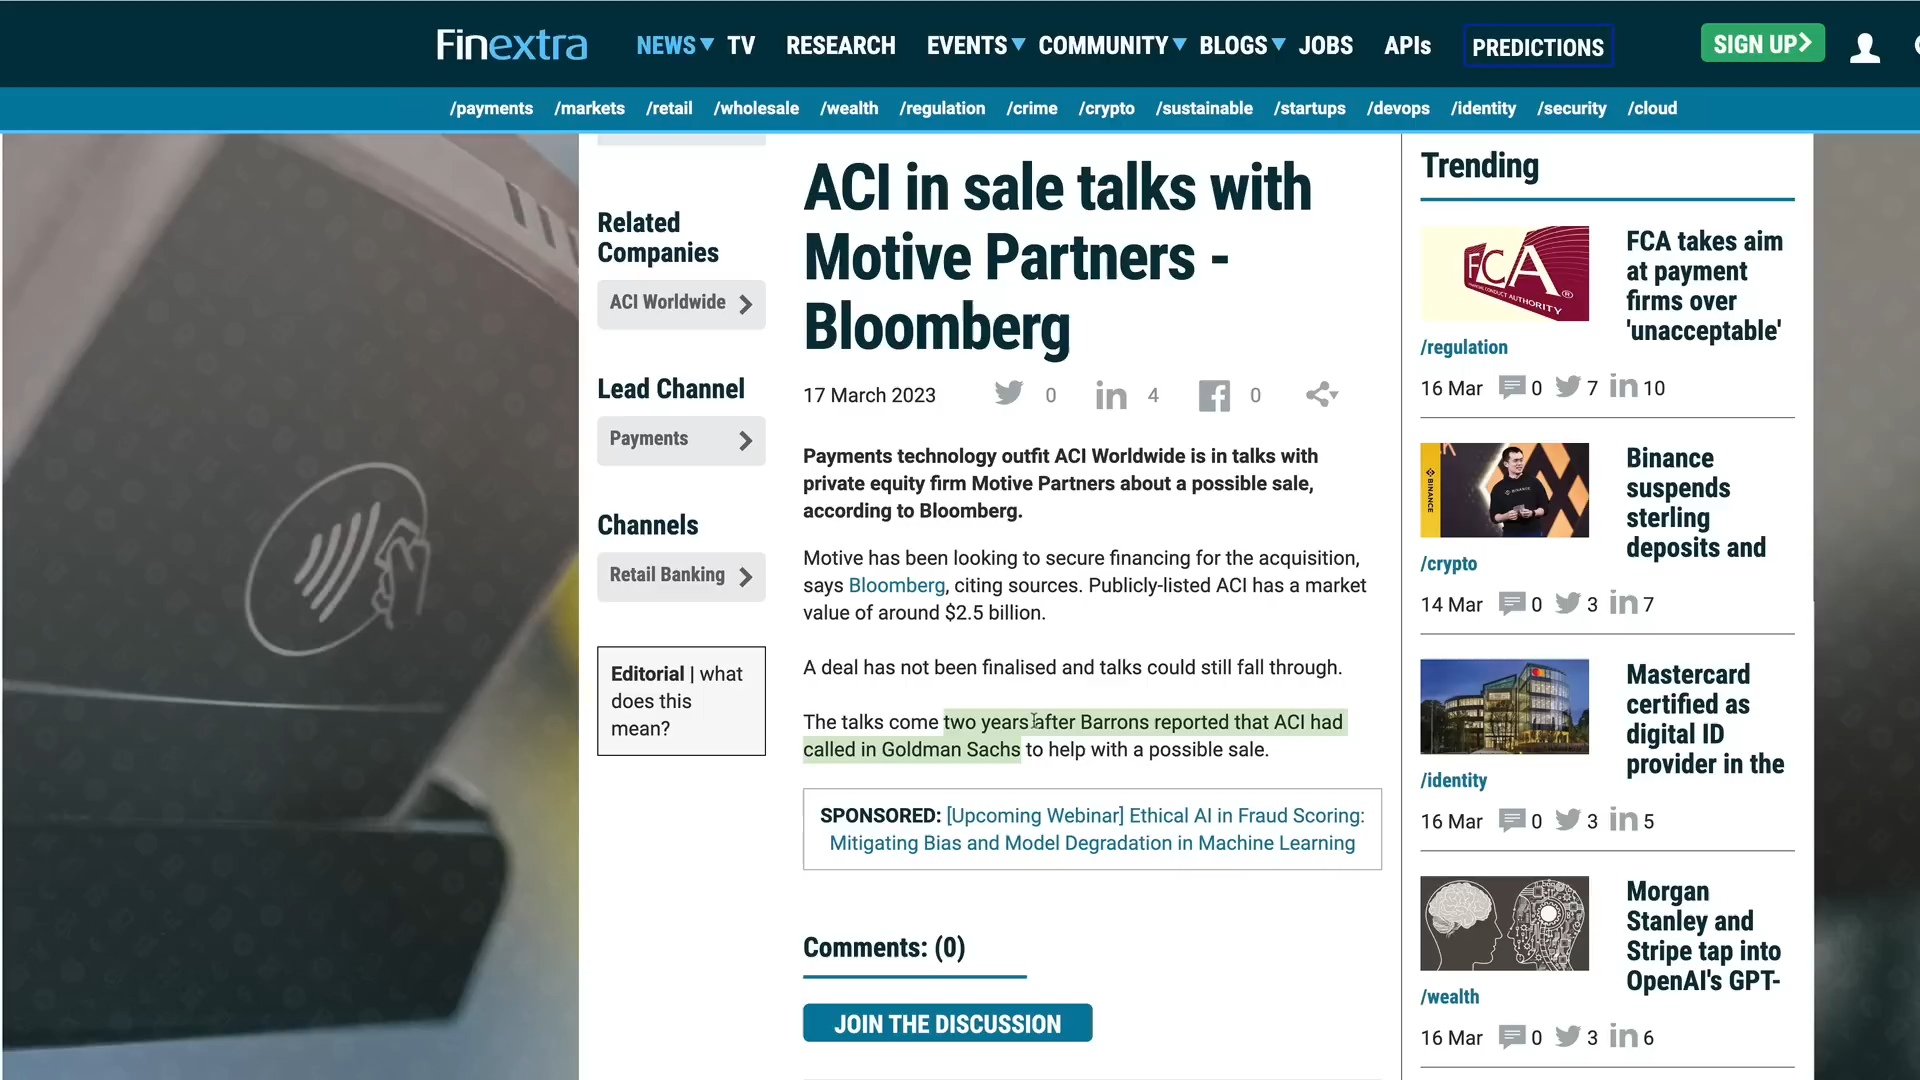 Finextra
NEWS TV RESEARCH EVENTS COMMUNITY BLOGS JOBS APIs PREDICTIONS SIGN UP
/payments /markets /retail /wholesale /wealth /regulation /crime /crypto /sustainable /startups /devops /identity /security /cloud
Related
Companies
ACI Worldwide
Lead Channel
Payments
Channels
Retail Banking
Editorial | what
does this
mean?
ACI in sale talks with
Motive Partners -
Bloomberg
17 March 2023 0 4 0
Payments technology outfit ACI Worldwide is in talks with
private equity firm Motive Partners about a possible sale,
according to Bloomberg.
Motive has been looking to secure financing for the acquisition,
says Bloomberg, citing sources. Publicly-listed ACI has a market
value of around $2.5 billion.
A deal has not been finalised and talks could still fall through.
The talks come two years after Barrons reported that ACI had
called in Goldman Sachs to help with a possible sale.
SPONSORED: [Upcoming Webinar] Ethical AI in Fraud Scoring:
Mitigating Bias and Model Degradation in Machine Learning
Comments: (0)
JOIN THE DISCUSSION
Trending
FCA
FINANCIAL CONDUCT AUTHORITY
FCA takes aim
at payment
firms over
'unacceptable'
/regulation
16 Mar 0 7 10
BINANCE
Binance
suspends
sterling
deposits and
/crypto
14 Mar 0 3 7
Mastercard
certified as
digital ID
provider in the
/identity
16 Mar 0 3 5
Morgan
Stanley and
Stripe tap into
OpenAI's GPT-
/wealth
16 Mar 0 3 6